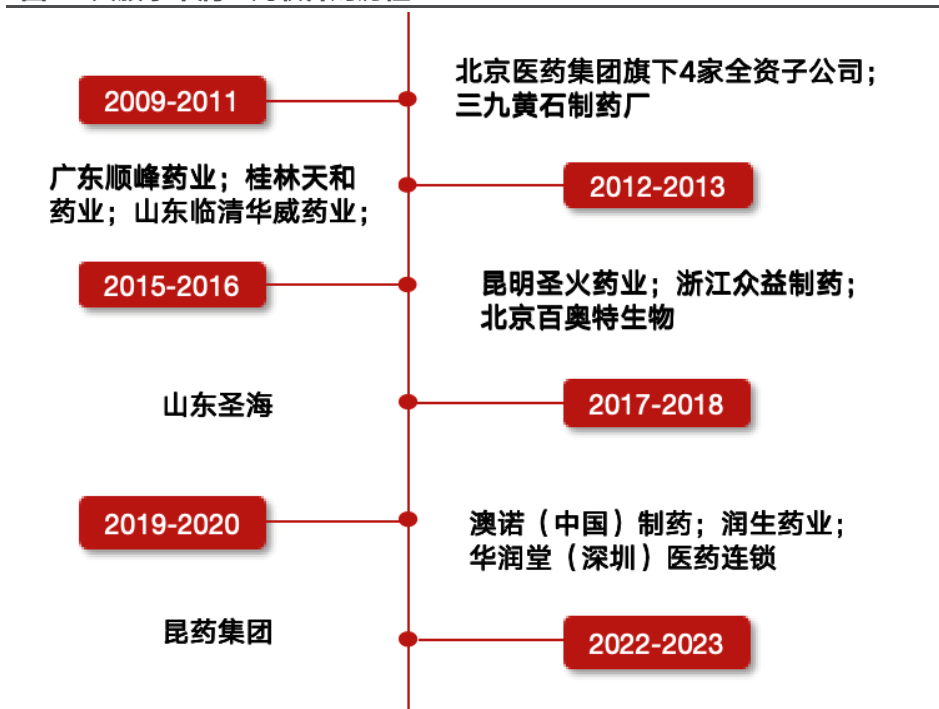 2009-2011
北京医药集团旗下4家全资子公司；
三九黄石制药厂
广东顺峰药业；桂林天和
药业；山东临清华威药业；
2012-2013
2015-2016
昆明圣火药业；浙江众益制药；
北京百奥特生物
山东圣海
2017-2018
2019-2020
澳诺（中国）制药；润生药业；
华润堂（深圳）医药连锁
昆药集团
2022-2023